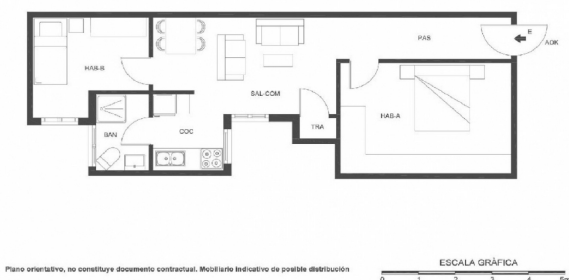 PAS
E
ADK
HAB-B
SAL-COM
HAB-A
TRA
BAN
COC
ESCALA GRÀFICA
Plano orientativo, no constituye documento contractual. Mobiliario indicativo de posible distribución
0 1 2 3 4 5m